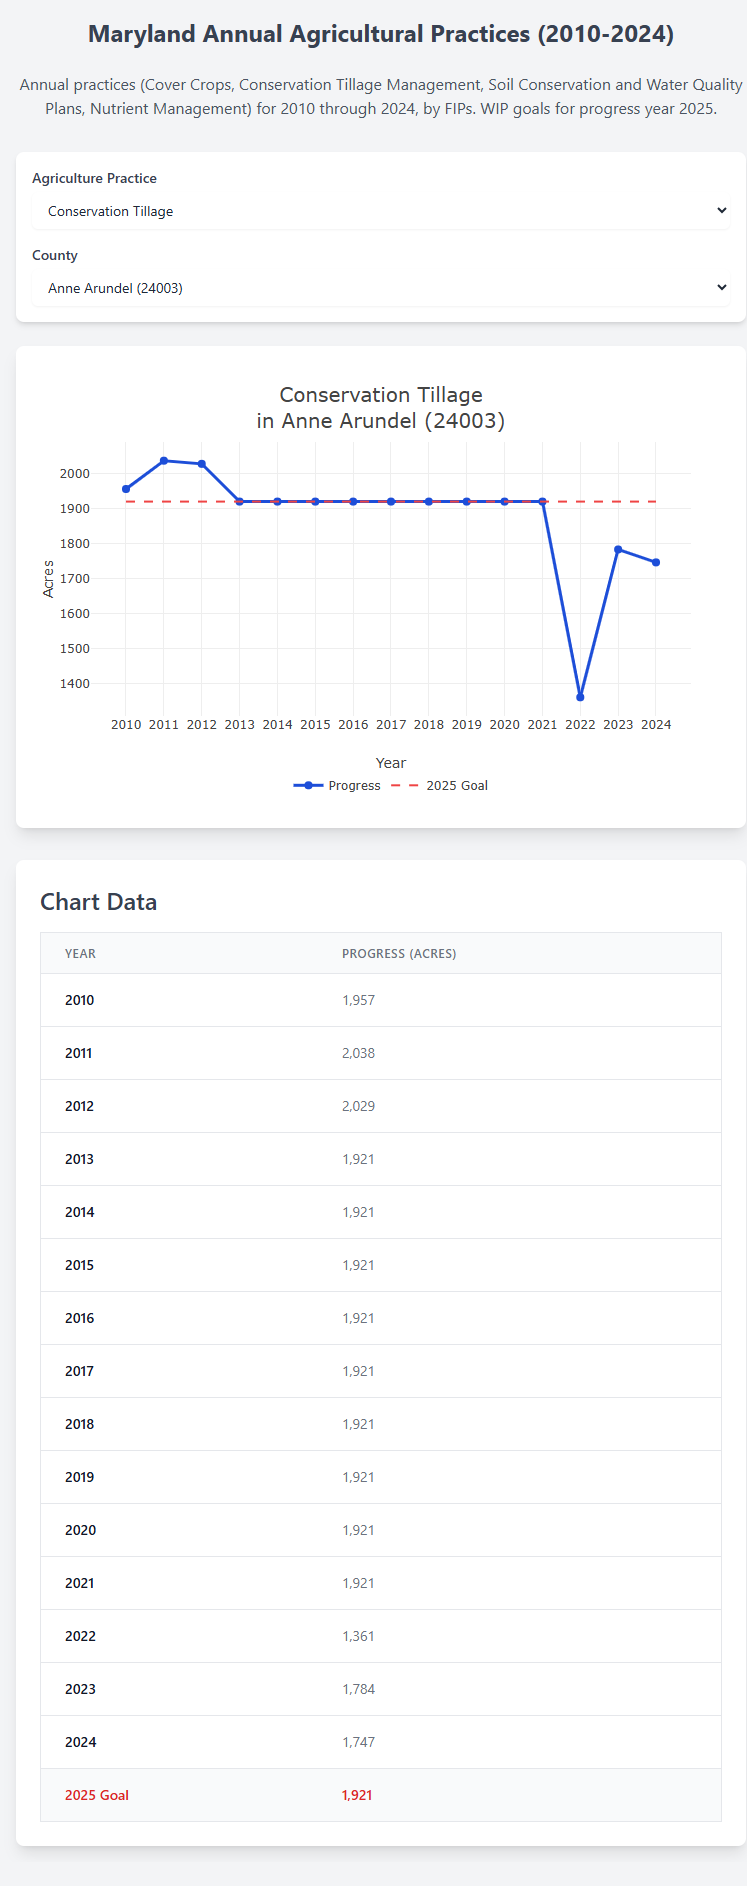 Maryland Annual Agricultural Practices (2010-2024)
Annual practices (Cover Crops, Conservation Tillage Management, Soil Conservation and Water Quality
Plans, Nutrient Management) for 2010 through 2024, by FIPs. WIP goals for progress year 2025.
Agriculture Practice
Conservation Tillage
County
Anne Arundel (24003)
Conservation Tillage
in Anne Arundel (24003)
Acres
2000
1900
1800
1700
1600
1500
1400
2010 2011 2012 2013 2014 2015 2016 2017 2018 2019 2020 2021 2022 2023 2024
Year
Progress 2025 Goal
Chart Data
YEAR PROGRESS (ACRES)
2010 1,957
2011 2,038
2012 2,029
2013 1,921
2014 1,921
2015 1,921
2016 1,921
2017 1,921
2018 1,921
2019 1,921
2020 1,921
2021 1,921
2022 1,361
2023 1,784
2024 1,747
2025 Goal 1,921